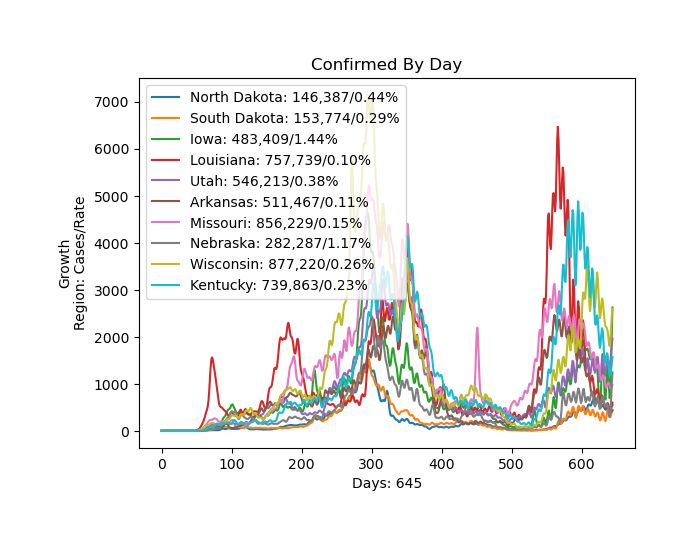 Confirmed By Day
Growth
Region: Cases/Rate
7000
6000
5000
4000
3000
2000
1000
0
North Dakota: 146,387/0.44%
South Dakota: 153,774/0.29%
Iowa: 483,409/1.44%
Louisiana: 757,739/0.10%
Utah: 546,213/0.38%
Arkansas: 511,467/0.11%
Missouri: 856,229/0.15%
Nebraska: 282,287/1.17%
Wisconsin: 877,220/0.26%
Kentucky: 739,863/0.23%
0 100 200 300 400 500 600
Days: 645